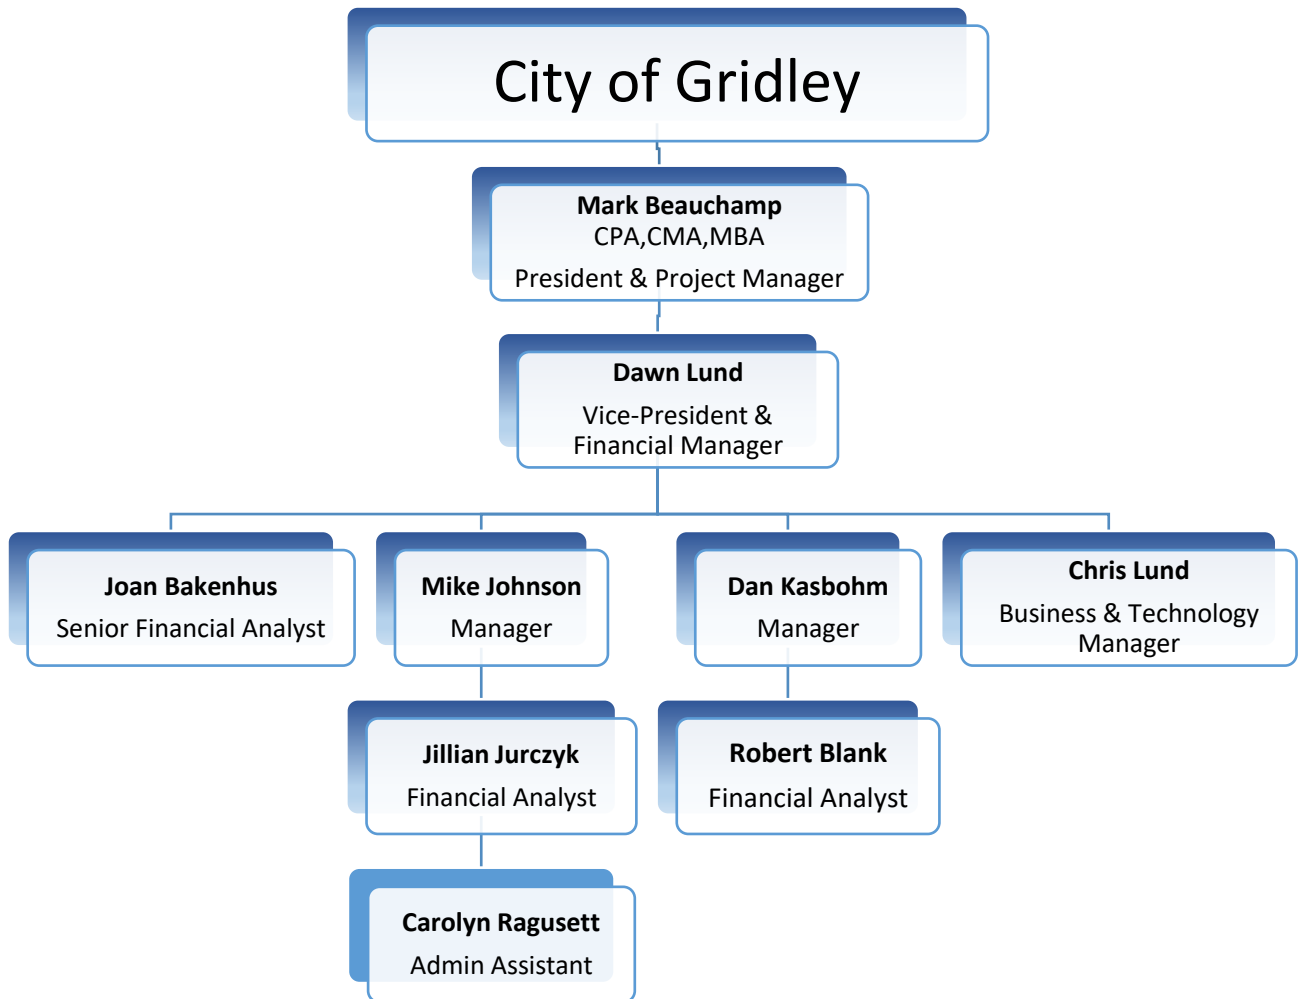 City of Gridley
Mark Beauchamp
CPA,CMA,MBA
President & Project Manager
Dawn Lund
Vice-President &
Financial Manager
Joan Bakenhus
Senior Financial Analyst
Mike Johnson
Manager
Dan Kasbohm
Manager
Chris Lund
Business & Technology
Manager
Jillian Jurczyk
Financial Analyst
Robert Blank
Financial Analyst
Carolyn Ragusett
Admin Assistant